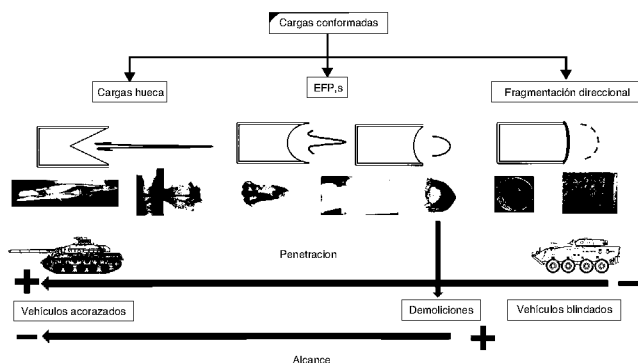 Cargas conformadas
Cargas hueca
EFP,s
Fragmentación direccional
Penetracion
+
–
Vehículos acorazados
Demoliciones
Vehículos blindados
–
+
Alcance